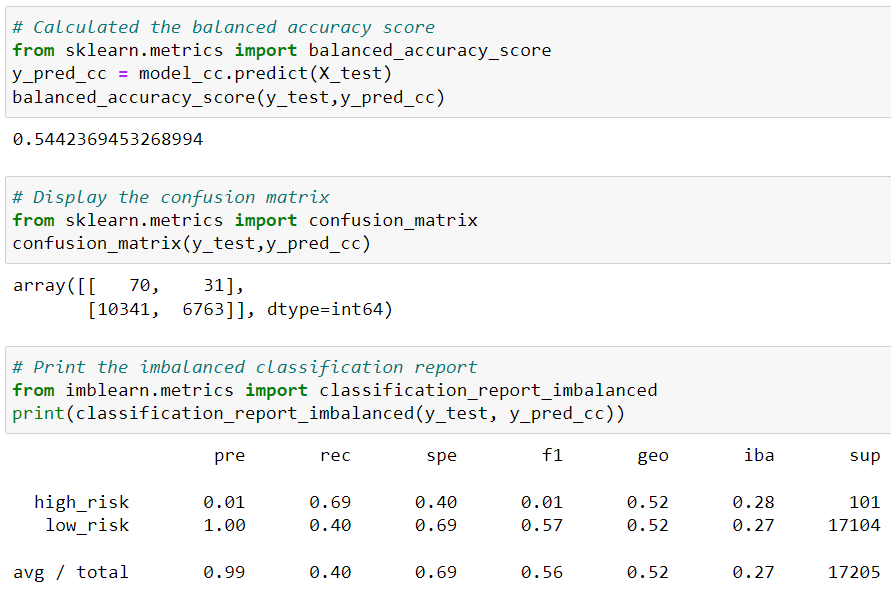 # Calculated the balanced accuracy score
from sklearn.metrics import balanced_accuracy_score
y_pred_cc = model_cc.predict(X_test)
balanced_accuracy_score(y_test,y_pred_cc)
0.5442369453268994
# Display the confusion matrix
from sklearn.metrics import confusion_matrix
confusion_matrix(y_test,y_pred_cc)
array([[   70,    31],
       [10341,  6763]], dtype=int64)
# Print the imbalanced classification report
from imblearn.metrics import classification_report_imbalanced
print(classification_report_imbalanced(y_test, y_pred_cc))
                   pre       rec       spe        f1       geo       iba       sup
  high_risk       0.01      0.69      0.40      0.01      0.52      0.28       101
   low_risk       1.00      0.40      0.69      0.57      0.52      0.27     17104
avg / total       0.99      0.40      0.69      0.56      0.52      0.27     17205